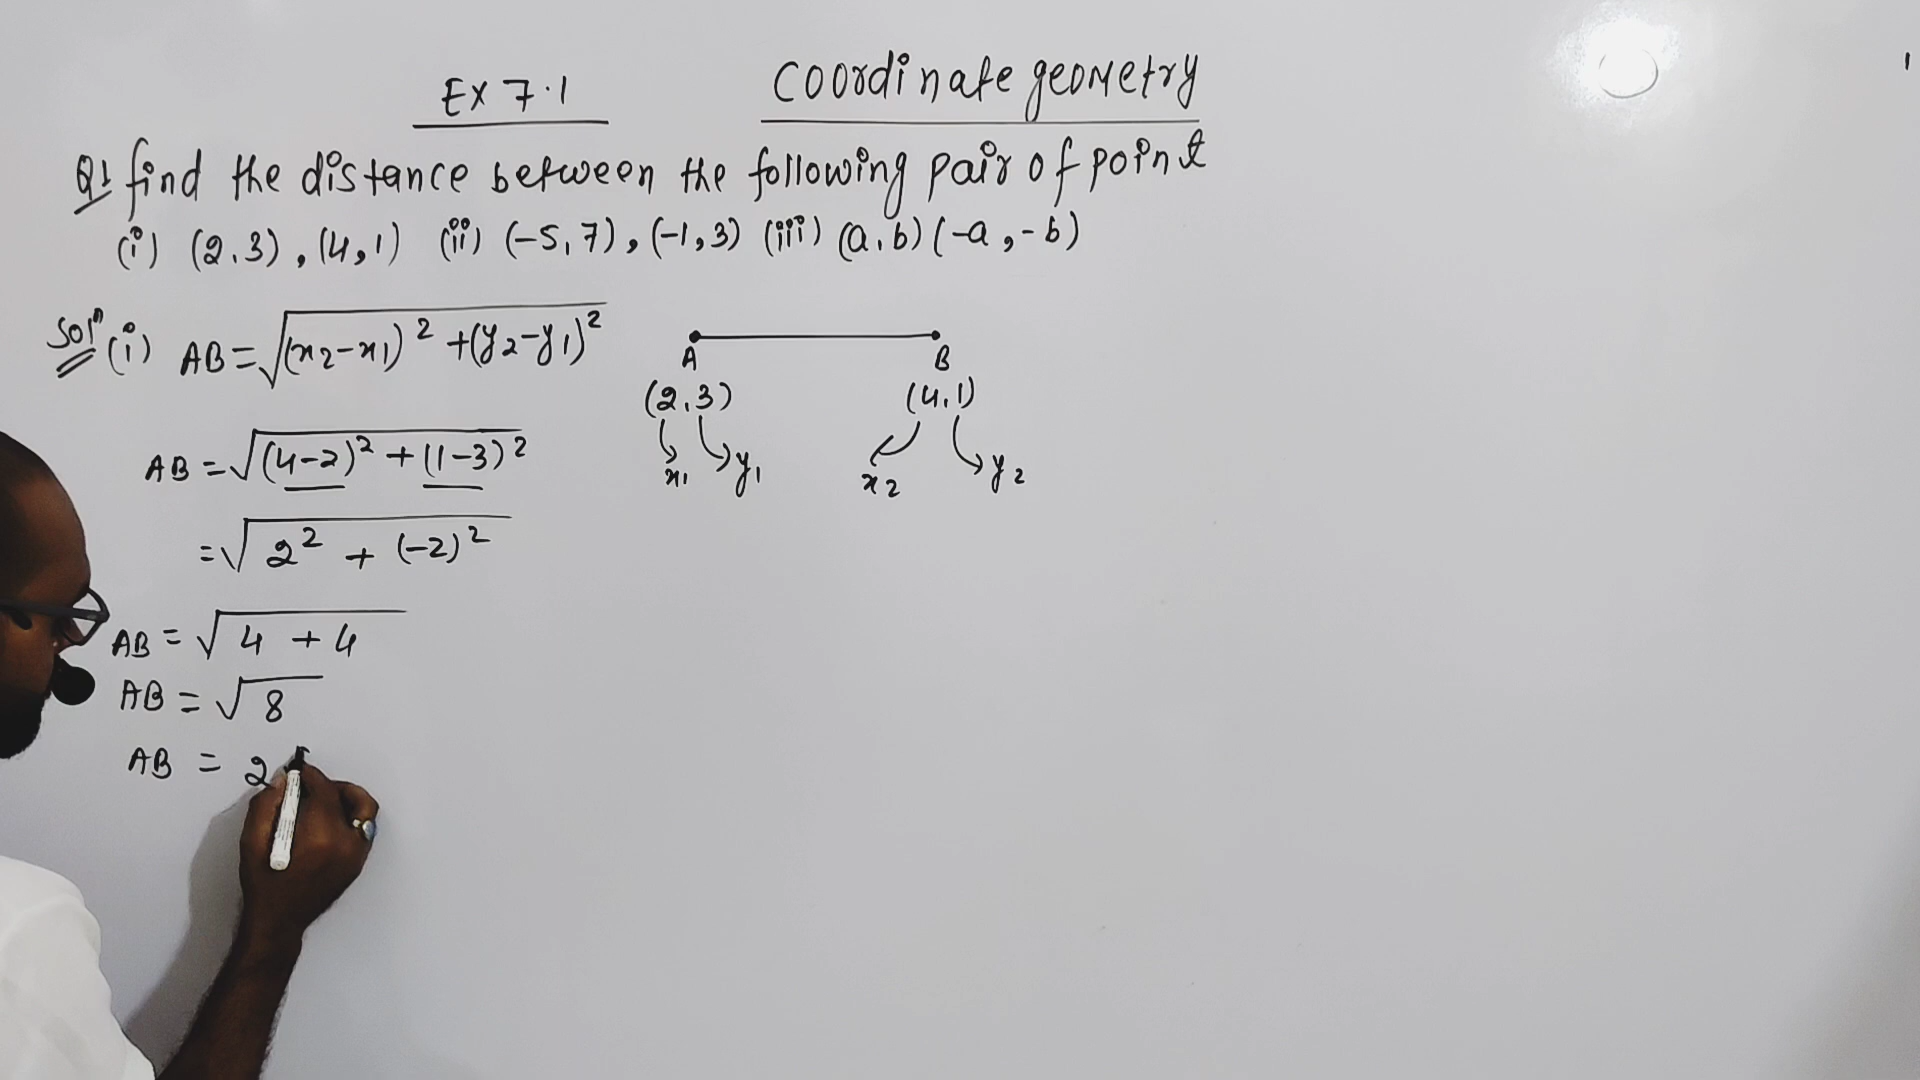 Ex 7.1 Coordinate geometry
Q1 find the distance between the following pair of point
(i) (2,3), (4,1) (ii) (-5,7), (-1,3) (iii) (a,b) (-a,-b)
Solⁿ (i) AB = √(x₂-x₁)² + (y₂-y₁)²
A B
(2,3) (4,1)
x₁ y₁ x₂ y₂
AB = √(4-2)² + (1-3)²
= √2² + (-2)²
AB = √4 + 4
AB = √8
AB = 2